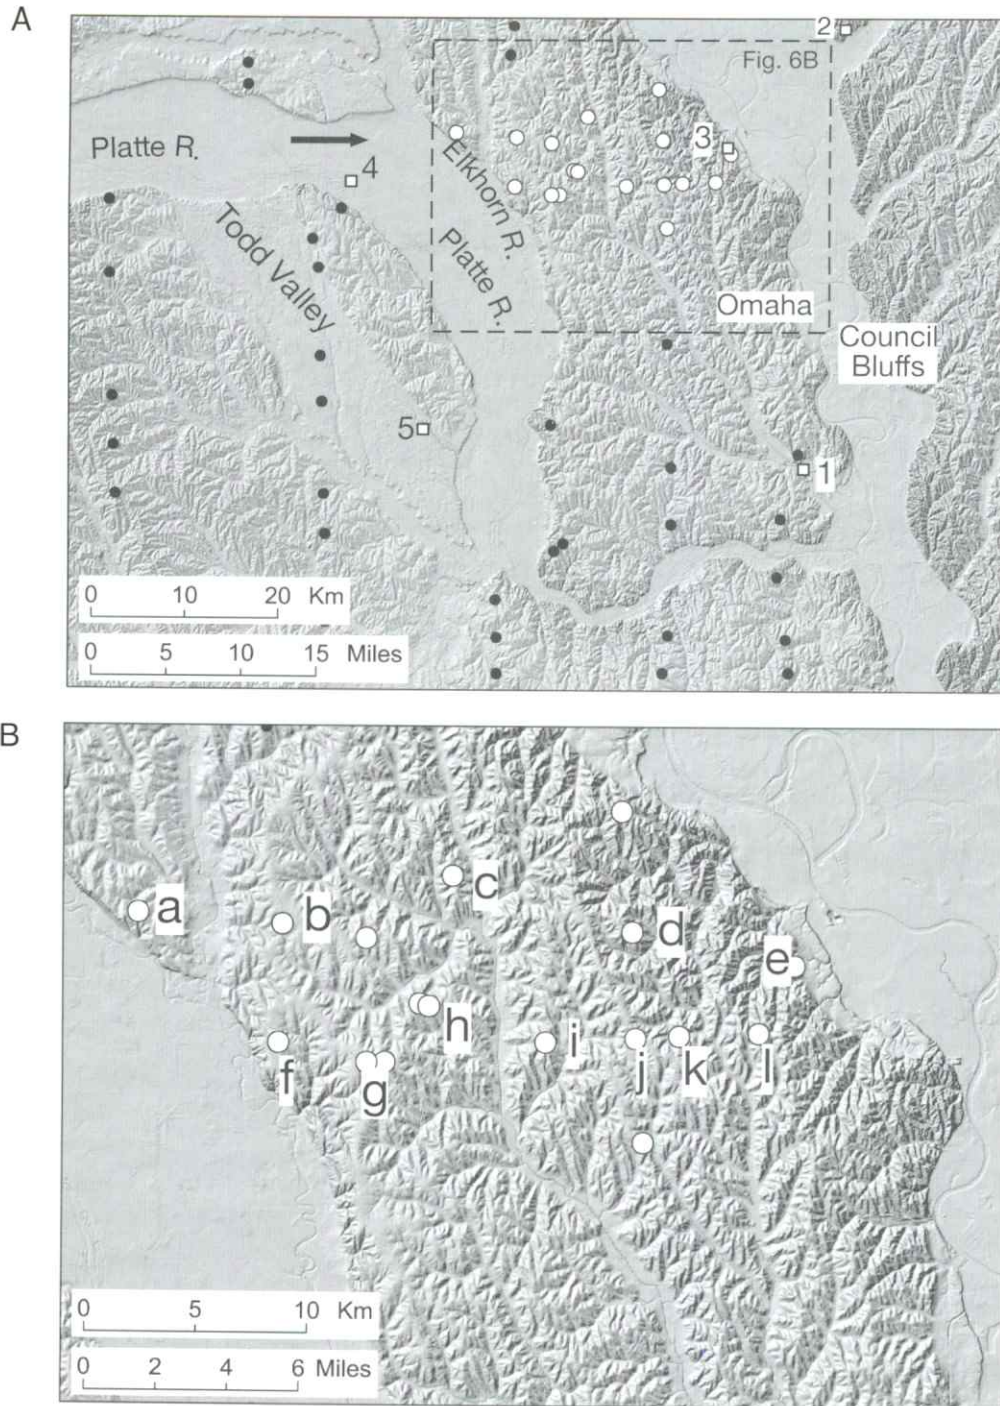 A
2
Fig. 6B
Platte R.
3
4
Elkhorn R.
Todd Valley
Platte R.
Omaha
Council
Bluffs
5
1
0 10 20 Km
0 5 10 15 Miles
B
a
b
c
d
e
f
g
h
i
j
k
l
0 5 10 Km
0 2 4 6 Miles